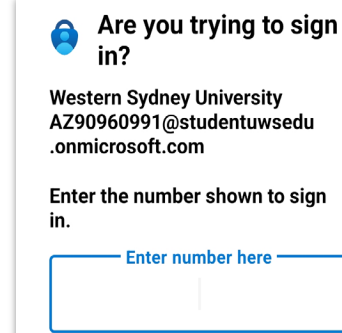 Are you trying to sign
in?
Western Sydney University
AZ90960991@studentuwsedu
.onmicrosoft.com
Enter the number shown to sign
in.
Enter number here